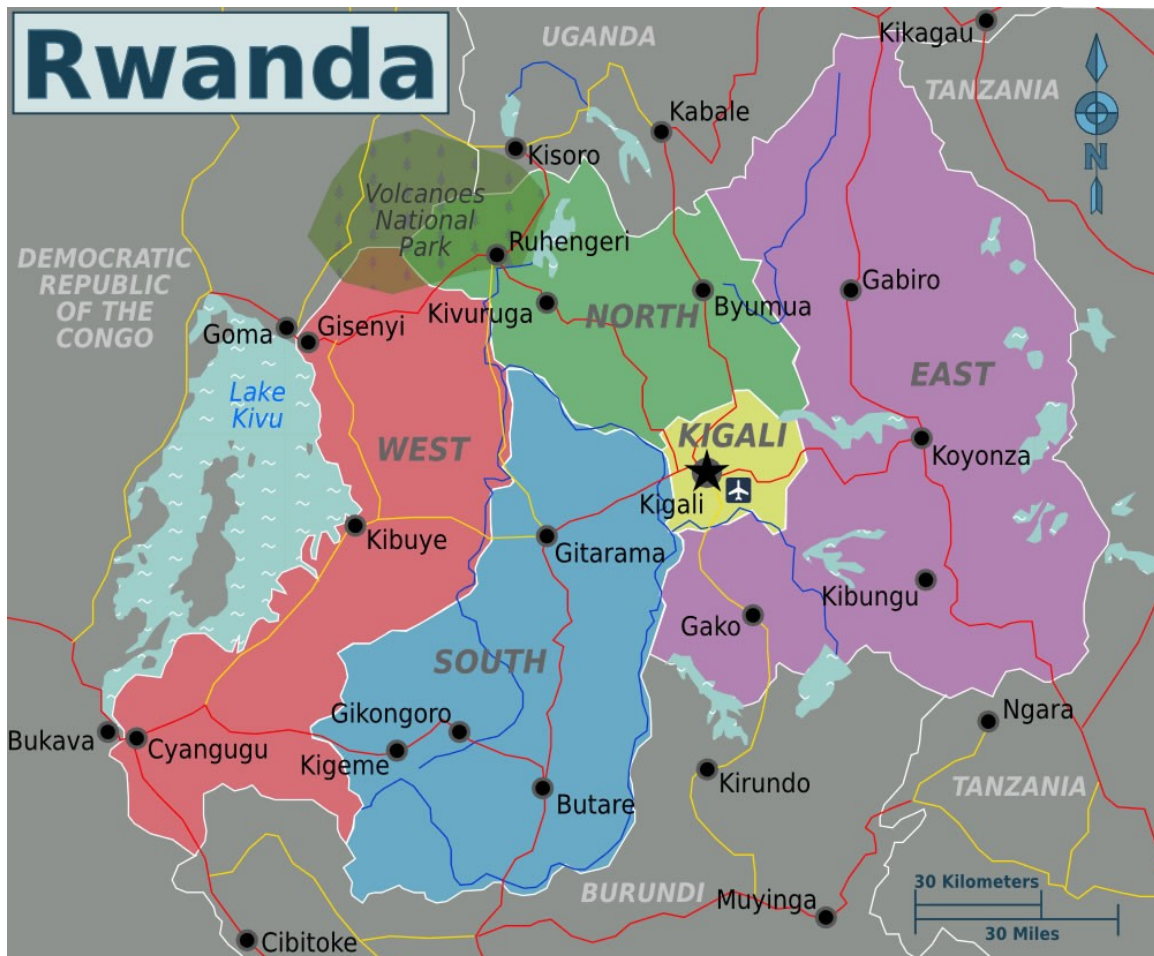 Rwanda
UGANDA
Kikagau
TANZANIA
Kabale
Kisoro
N
Volcanoes
National
Park
Ruhengeri
DEMOCRATIC
REPUBLIC
OF THE
CONGO
Gabiro
Kivuruga
NORTH
Byumua
Goma
Gisenyi
EAST
Lake
Kivu
WEST
KIGALI
Koyonza
Kigali
Kibuye
Gitarama
Kibungu
Gako
SOUTH
Gikongoro
Ngara
Bukava
Cyangugu
Kigeme
Kirundo
TANZANIA
Butare
BURUNDI
30 Kilometers
Muyinga
30 Miles
Cibitoke